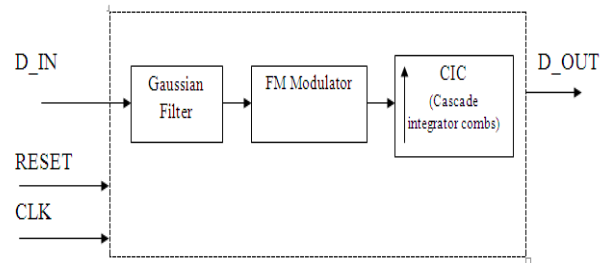 D_IN
Gaussian
Filter
FM Modulator
CIC
(Cascade
integrator combs)
D_OUT
RESET
CLK